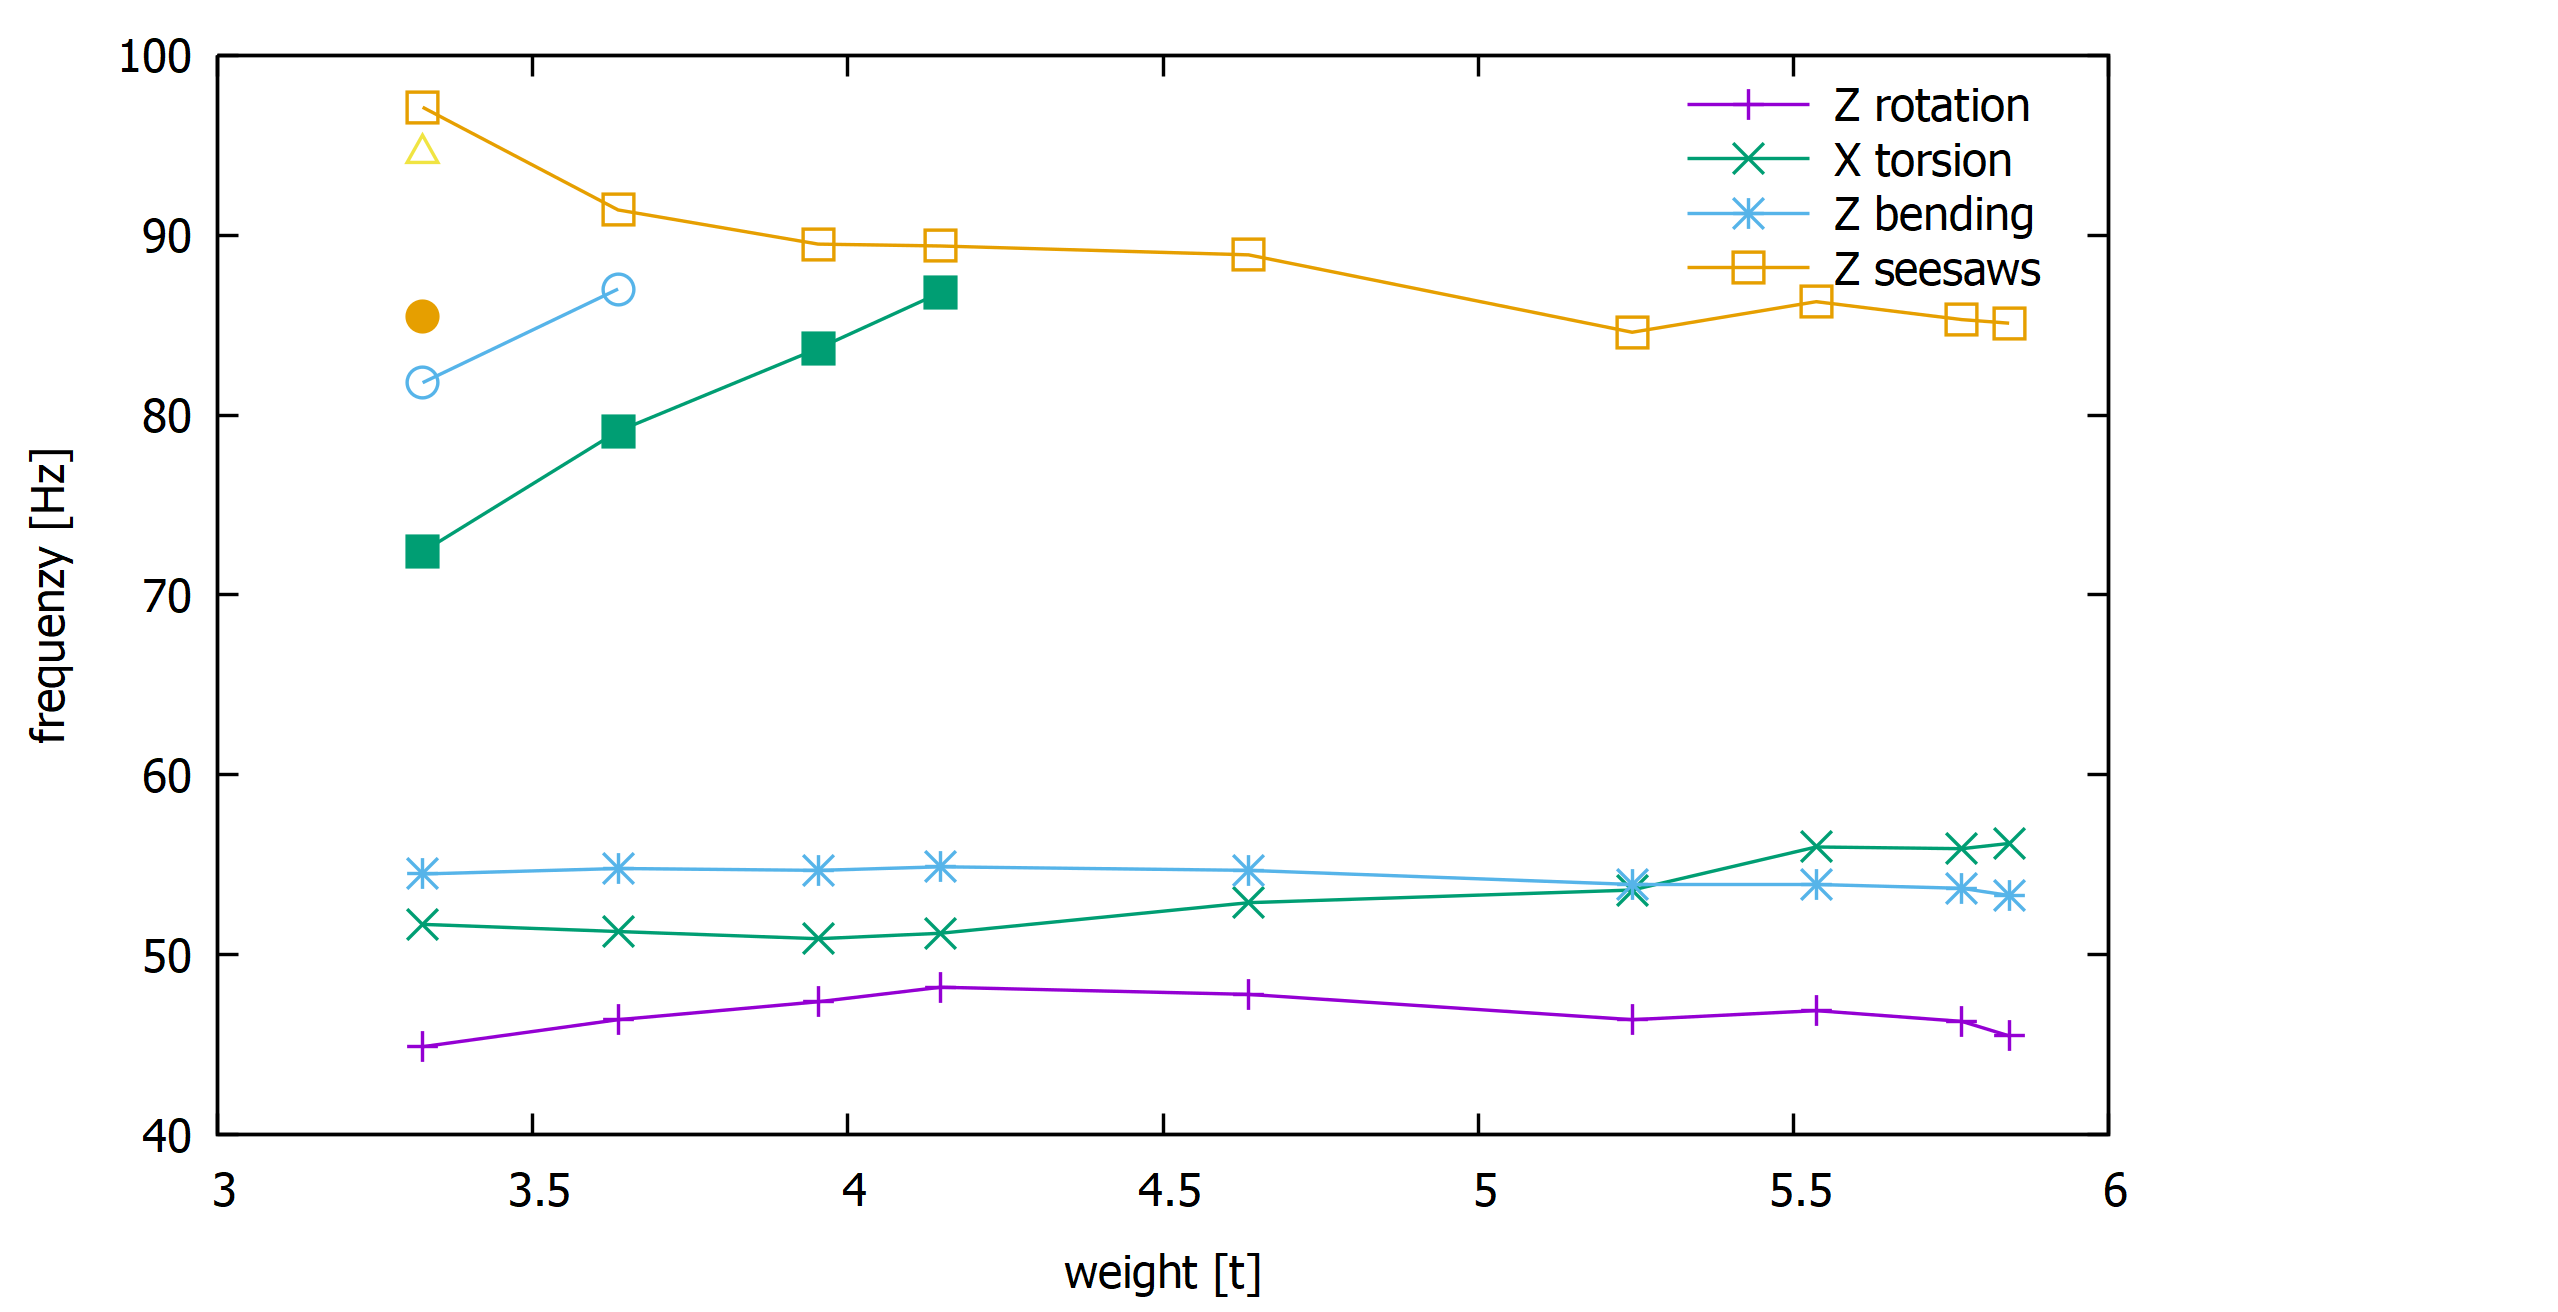 100
90
80
70
60
50
40
frequenzy [Hz]
Z rotation
X torsion
Z bending
Z seesaws
3 3.5 4 4.5 5 5.5 6
weight [t]